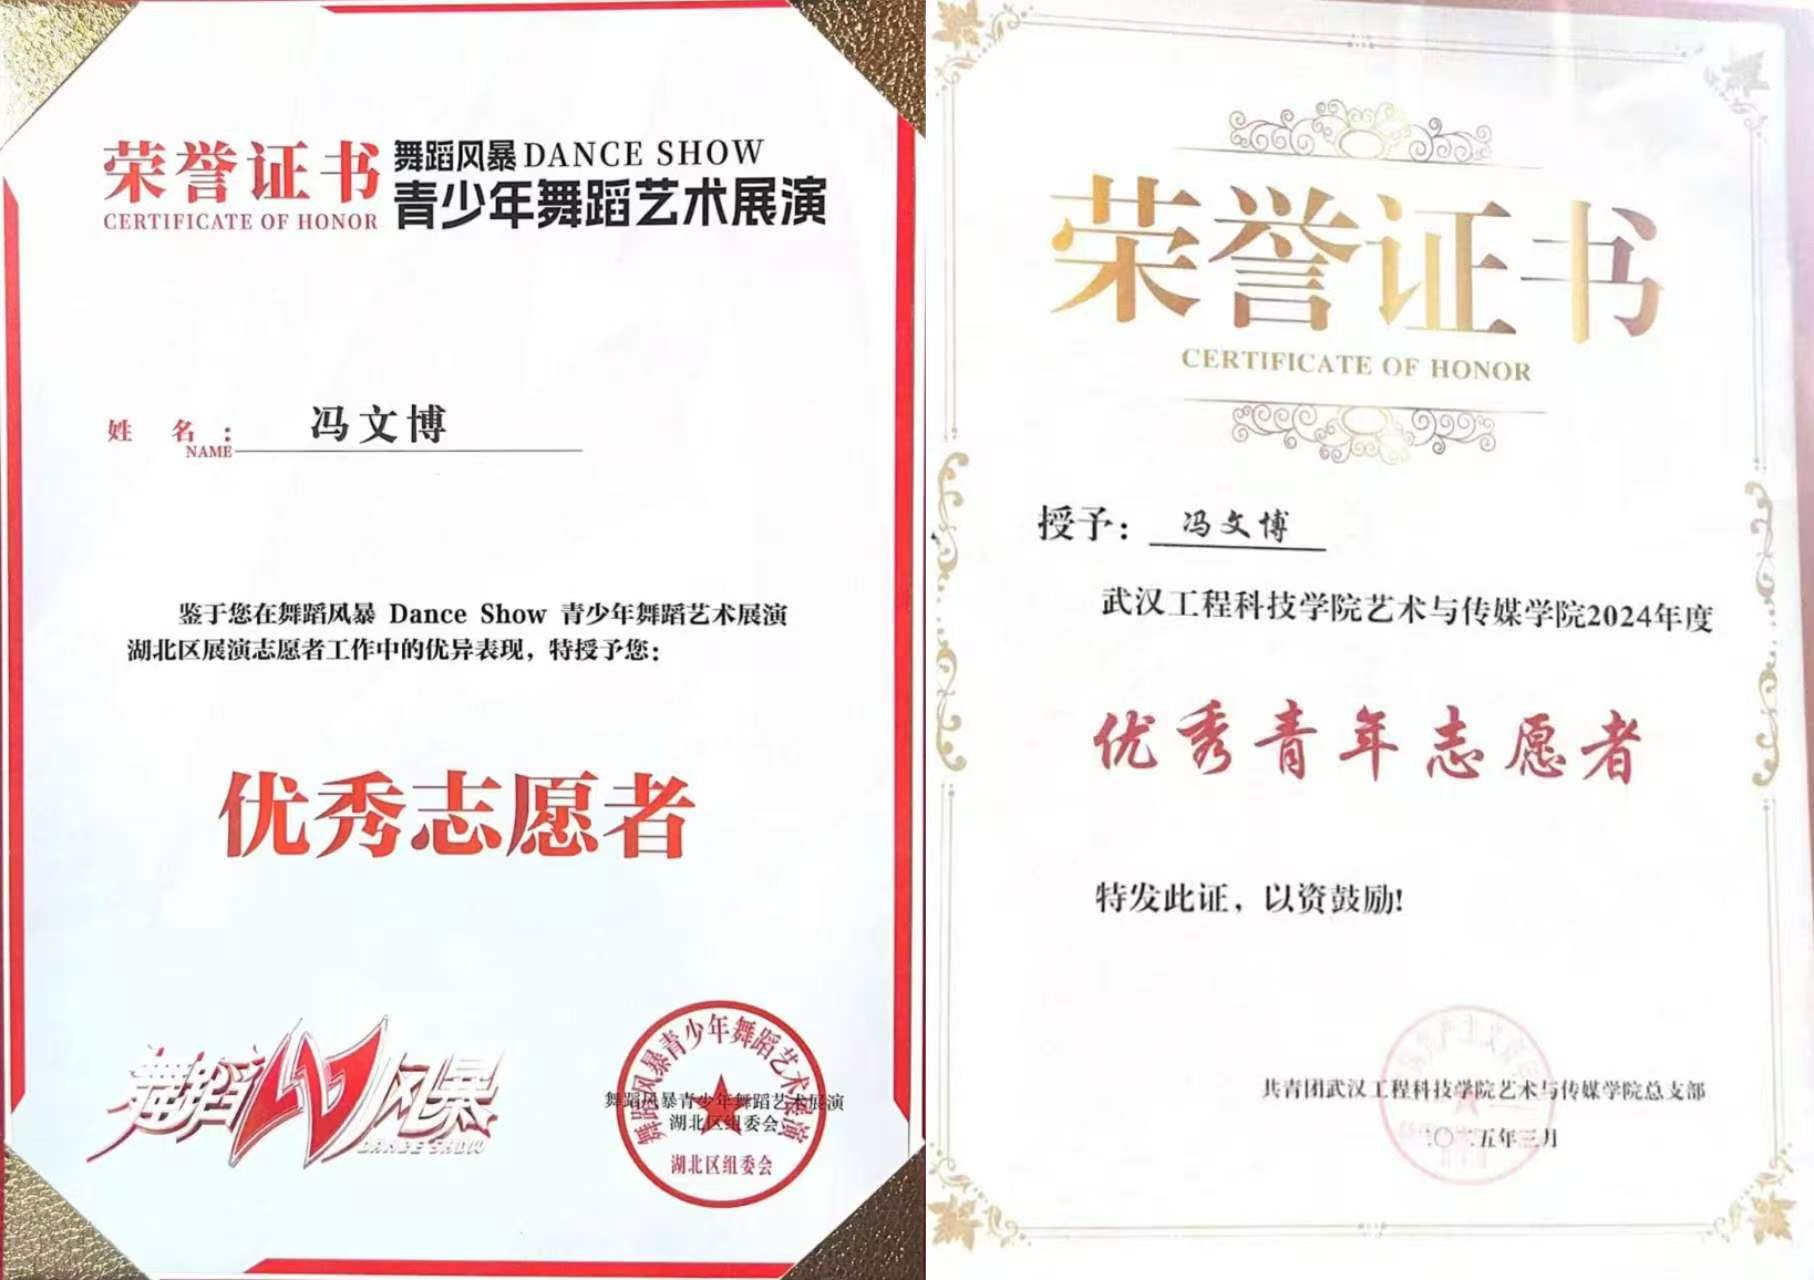 荣誉证书
CERTIFICATE OF HONOR
舞蹈风暴 DANCE SHOW
青少年舞蹈艺术展演
姓 名：
NAME
冯文博
鉴于您在舞蹈风暴 Dance Show 青少年舞蹈艺术展演
湖北区展演志愿者工作中的优异表现，特授予您：
优秀志愿者
舞蹈风暴
DANCE SHOW
舞蹈风暴青少年舞蹈艺术展演
舞蹈风暴青少年舞蹈艺术展演
湖北区组委会
湖北区组委会
荣誉证书
CERTIFICATE OF HONOR
授予： 冯文博
武汉工程科技学院艺术与传媒学院2024年度
优秀青年志愿者
特发此证，以资鼓励!
共青团武汉工程科技学院艺术与传媒学院总支部
二〇二五年三月